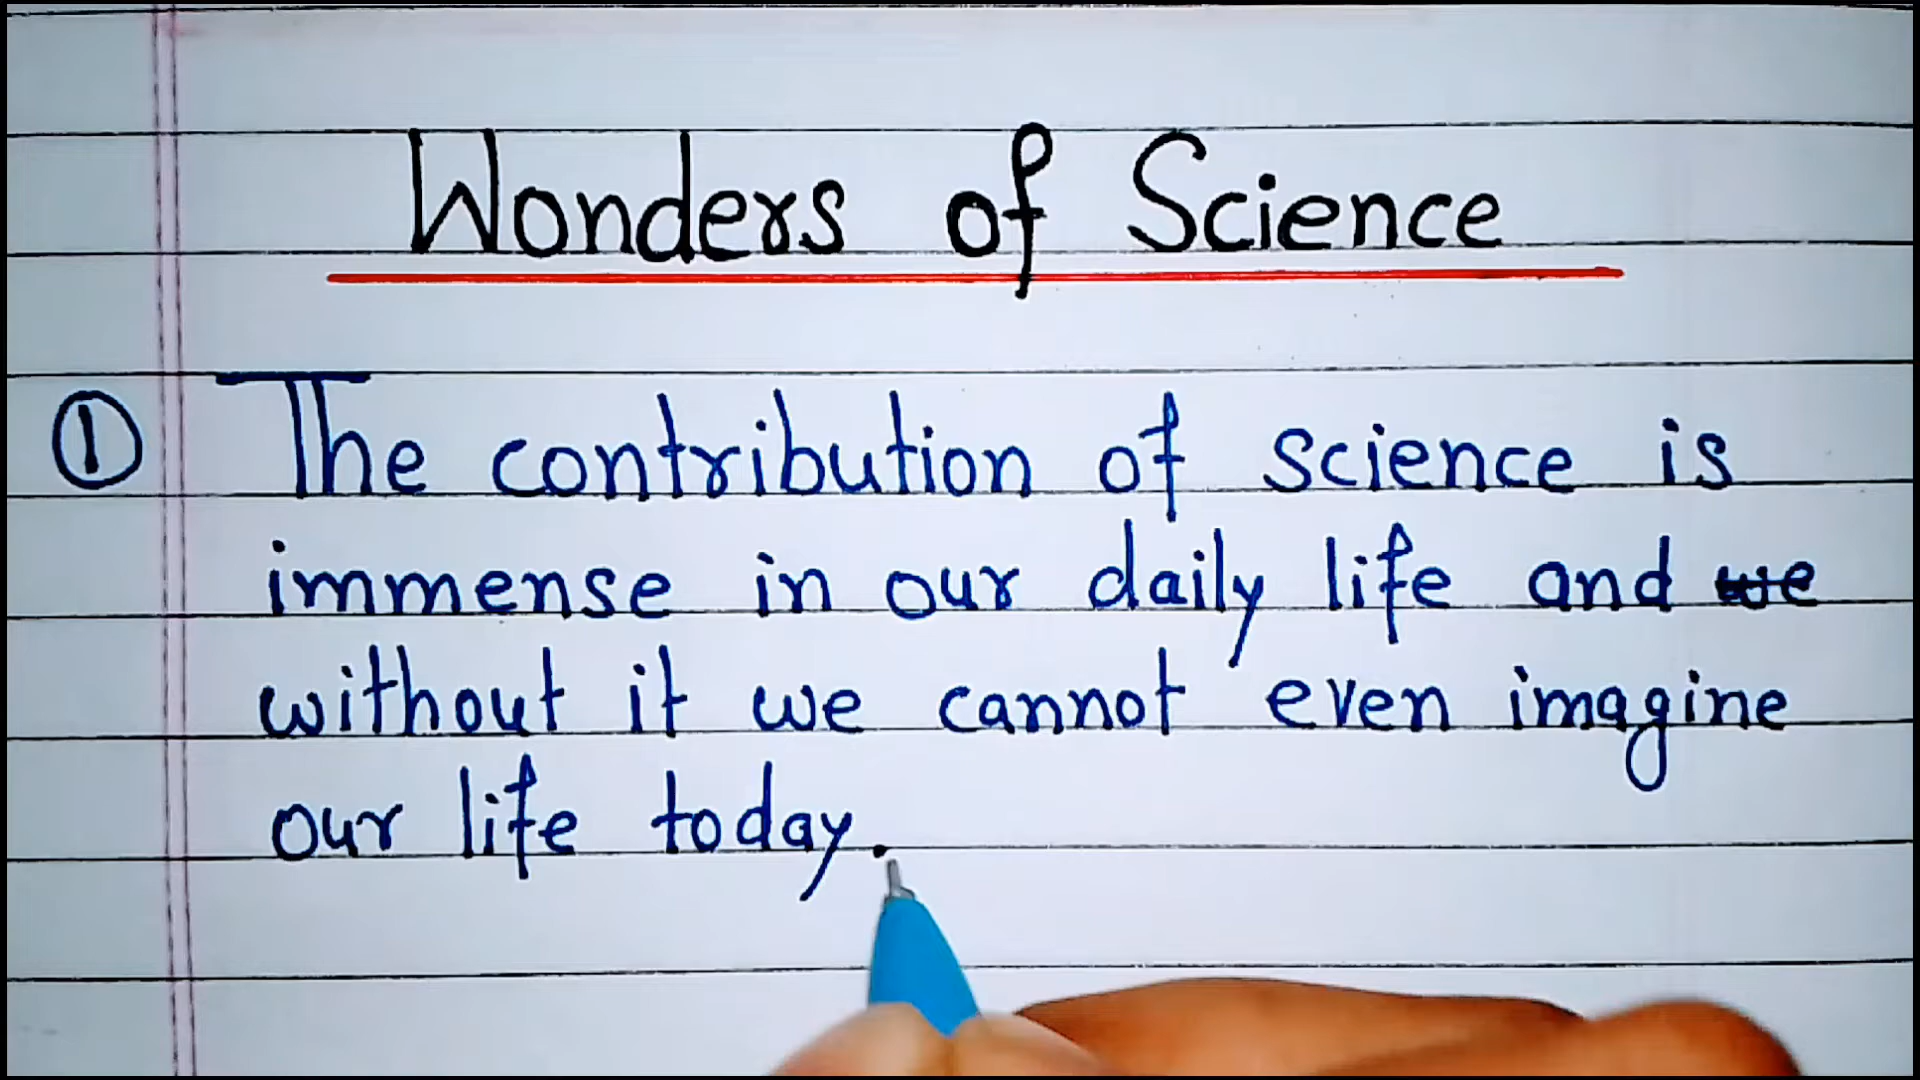 Wonders of Science
① The contribution of science is
immense in our daily life and we
without it we cannot even imagine
our life today.